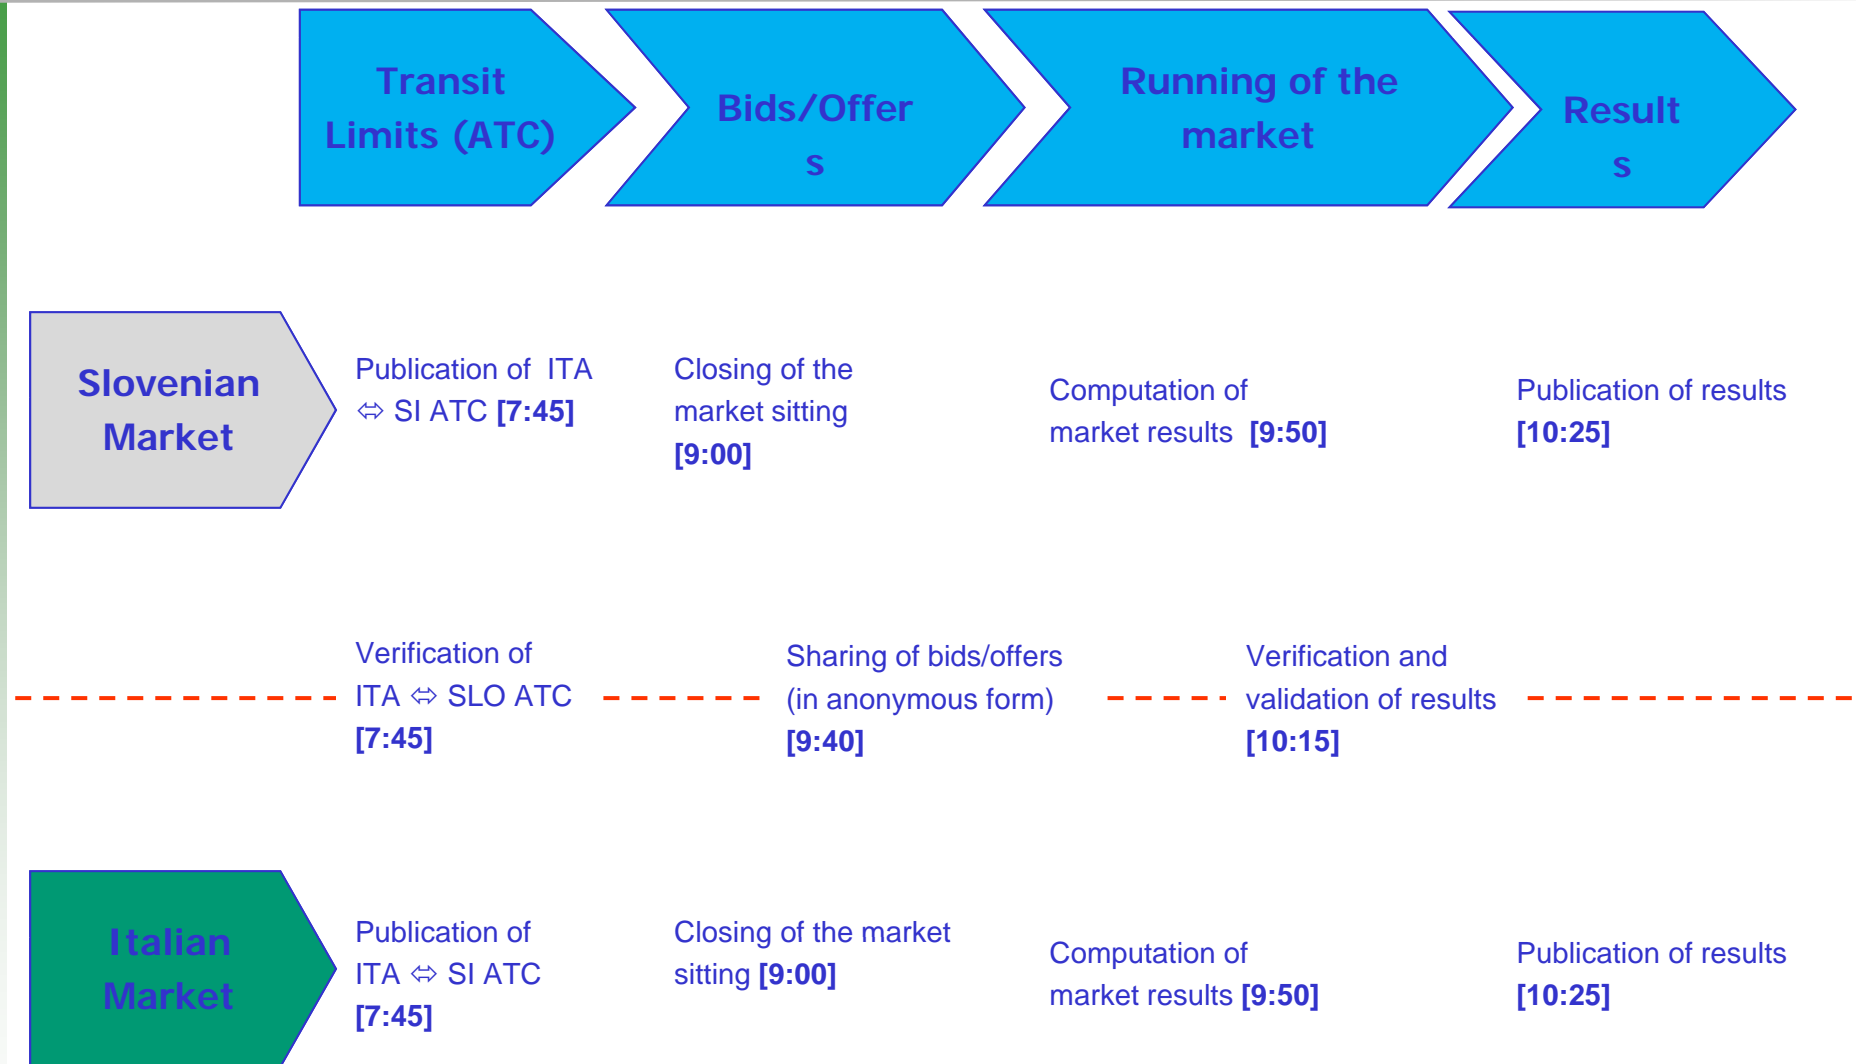 Transit
Limits (ATC)
Bids/Offer
s
Running of the
market
Result
s
Slovenian
Market
Publication of  ITA
⇔ SI ATC [7:45]
Closing of the
market sitting
[9:00]
Computation of
market results  [9:50]
Publication of results
[10:25]
Verification of
ITA ⇔ SLO ATC
[7:45]
Sharing of bids/offers
(in anonymous form)
[9:40]
Verification and
validation of results
[10:15]
Italian
Market
Publication of
ITA ⇔ SI ATC
[7:45]
Closing of the market
sitting [9:00]
Computation of
market results [9:50]
Publication of results
[10:25]